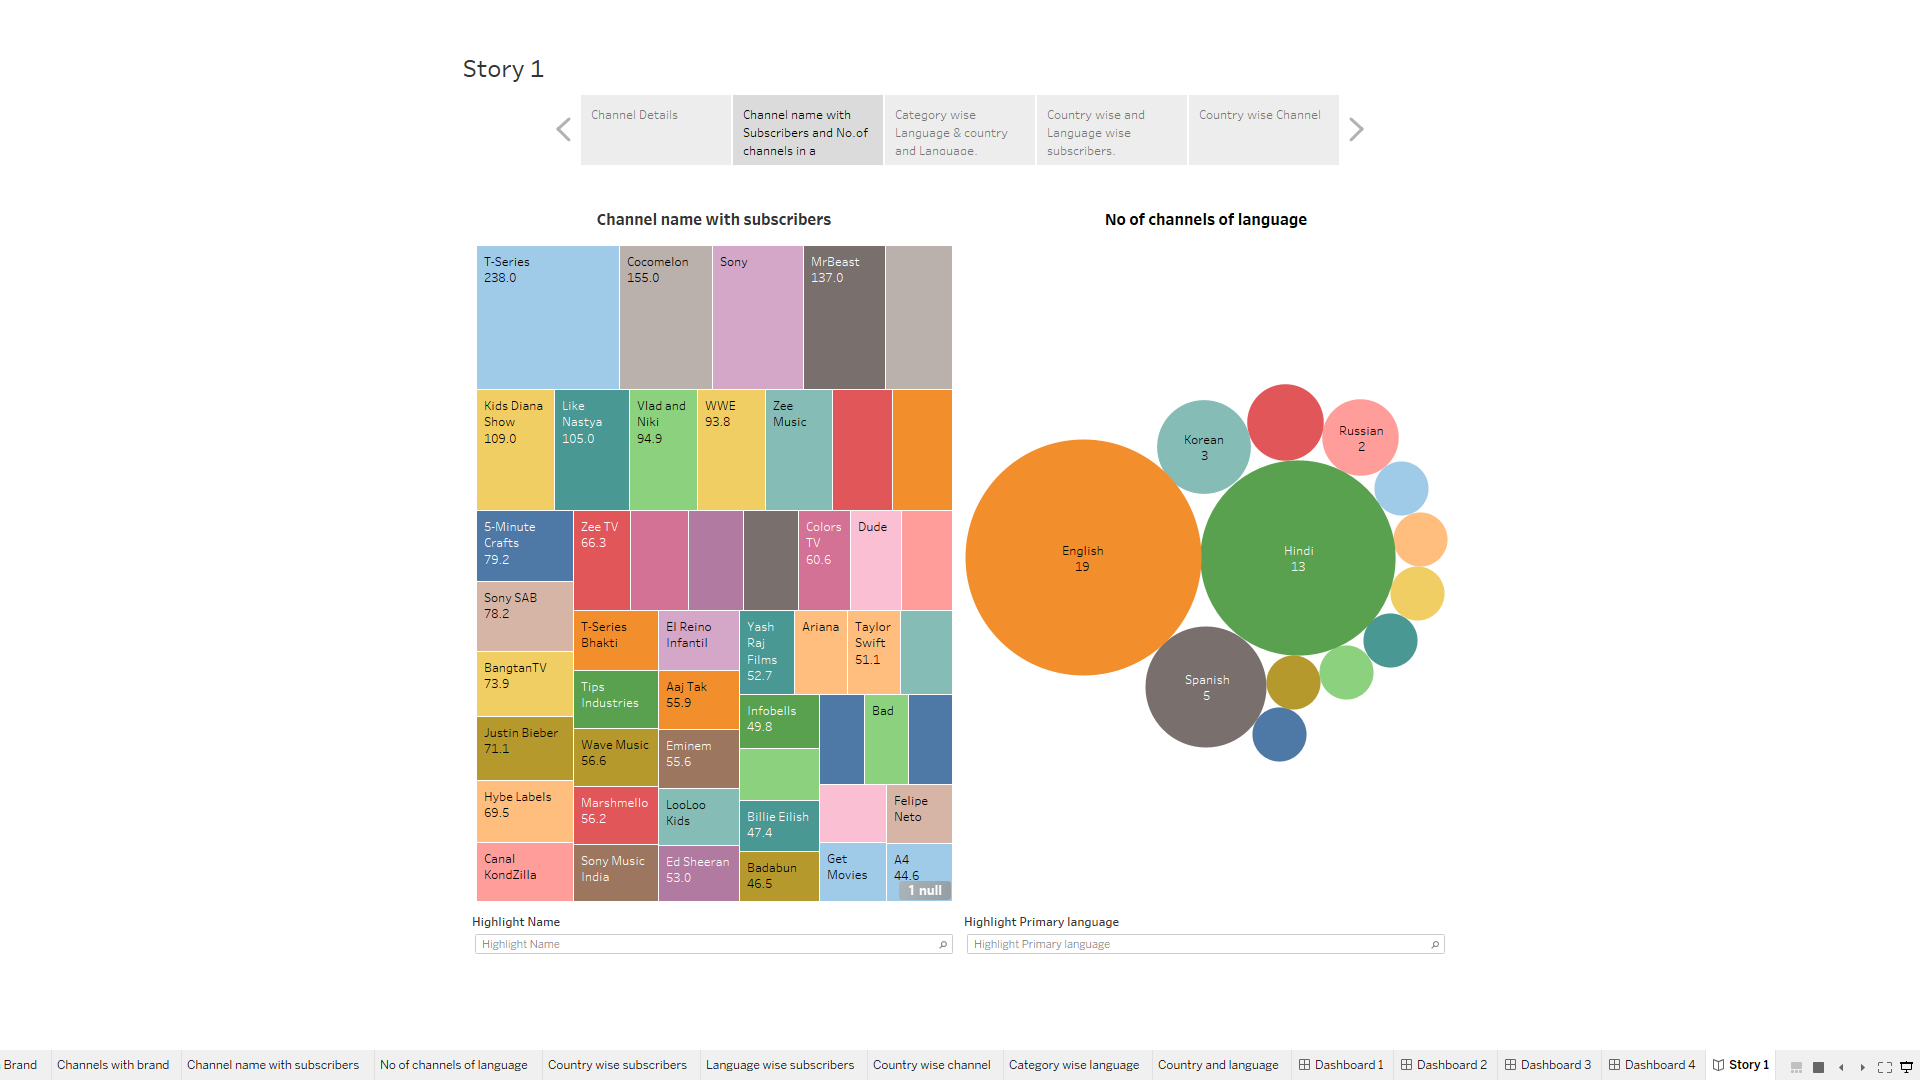 Story 1
Channel Details
Channel name with
Subscribers and No.of
channels in a
Category wise
Language & country
and Language.
Country wise and
Language wise
subscribers.
Country wise Channel
Channel name with subscribers
T-Series
238.0
Cocomelon
155.0
Sony
MrBeast
137.0
Kids Diana
Show
109.0
Like
Nastya
105.0
Vlad and
Niki
94.9
WWE
93.8
Zee
Music
5-Minute
Crafts
79.2
Zee TV
66.3
Colors
TV
60.6
Dude
Sony SAB
78.2
T-Series
Bhakti
El Reino
Infantil
Yash
Raj
Films
52.7
Ariana
Taylor
Swift
51.1
BangtanTV
73.9
Tips
Industries
Aaj Tak
55.9
Infobells
49.8
Bad
Justin Bieber
71.1
Wave Music
56.6
Eminem
55.6
Hybe Labels
69.5
Marshmello
56.2
LooLoo
Kids
Billie Eilish
47.4
Felipe
Neto
Canal
KondZilla
Sony Music
India
Ed Sheeran
53.0
Badabun
46.5
Get
Movies
A4
44.6
1 null
Highlight Name
Highlight Name
No of channels of language
Korean
3
Russian
2
English
19
Hindi
13
Spanish
5
Highlight Primary language
Highlight Primary language
Brand
Channels with brand
Channel name with subscribers
No of channels of language
Country wise subscribers
Language wise subscribers
Country wise channel
Category wise language
Country and language
Dashboard 1
Dashboard 2
Dashboard 3
Dashboard 4
Story 1